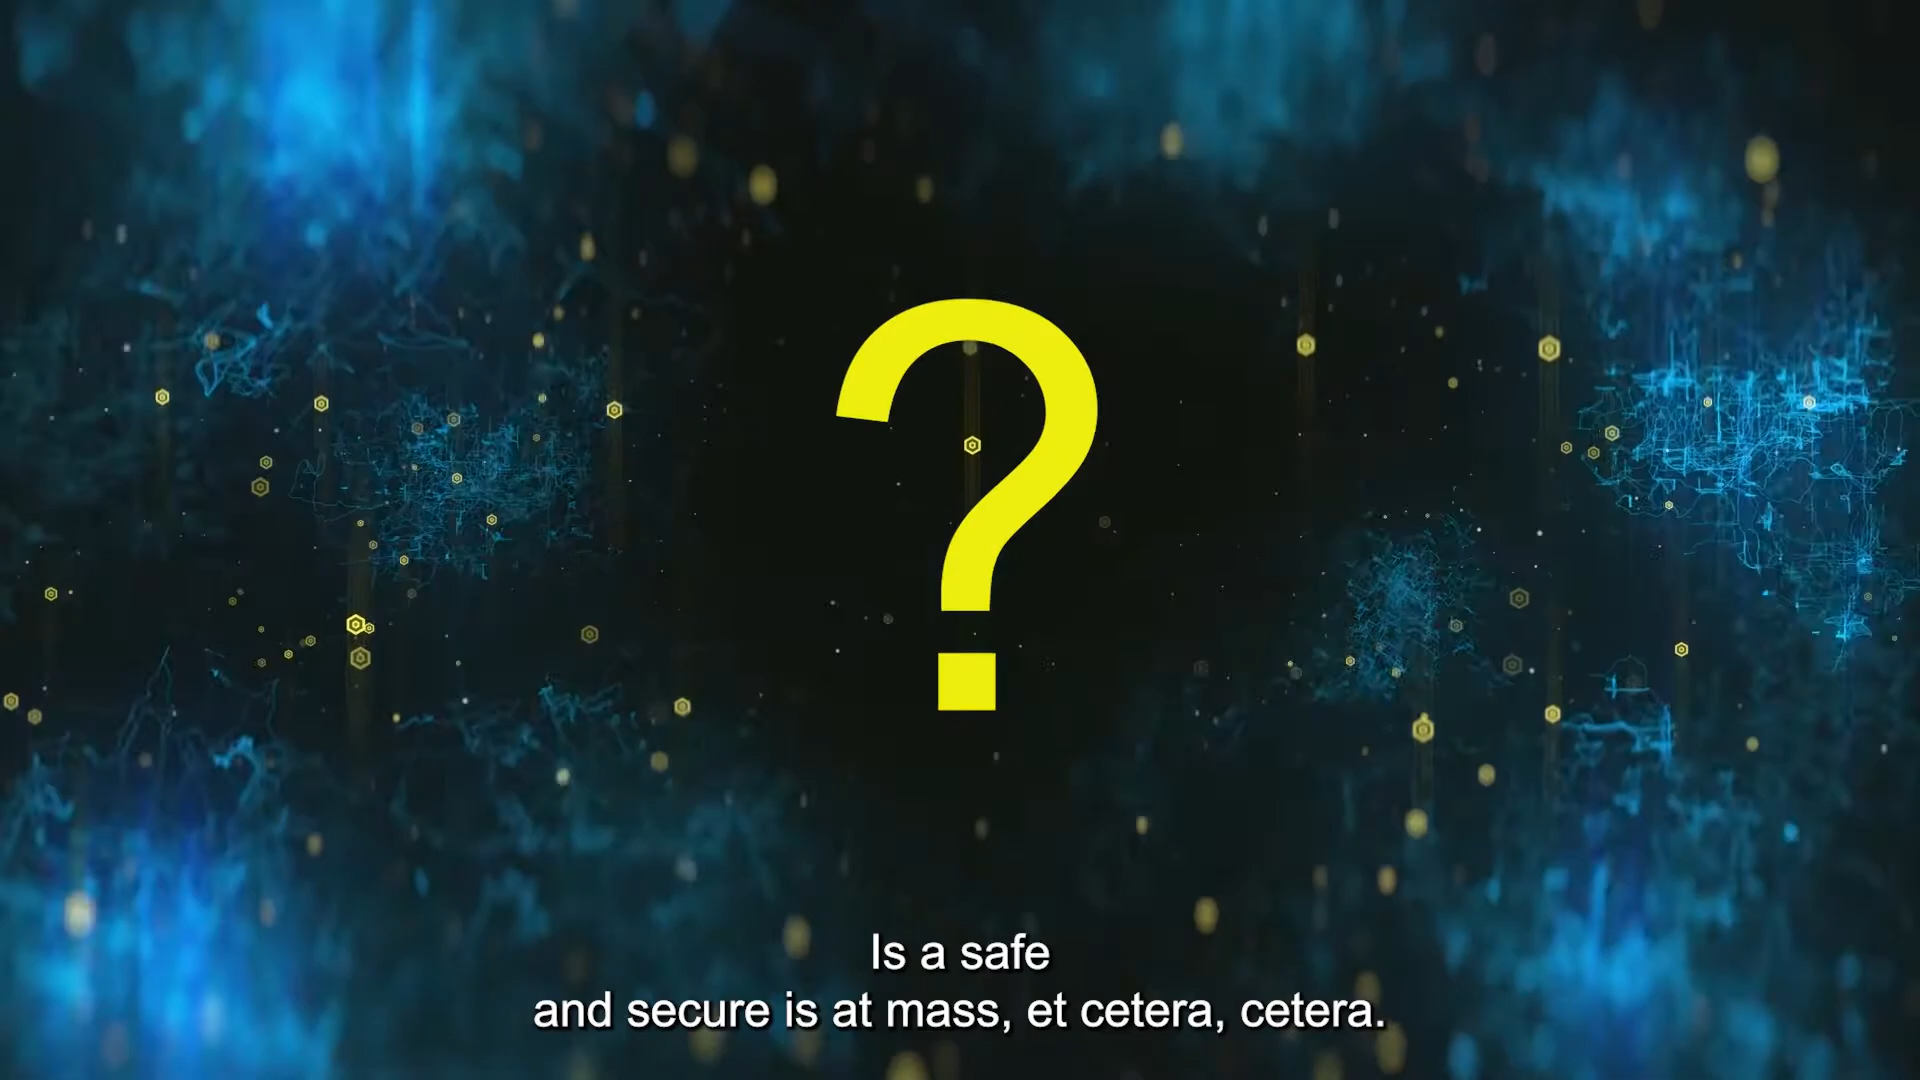 ?
Is a safe
and secure is at mass, et cetera, cetera.